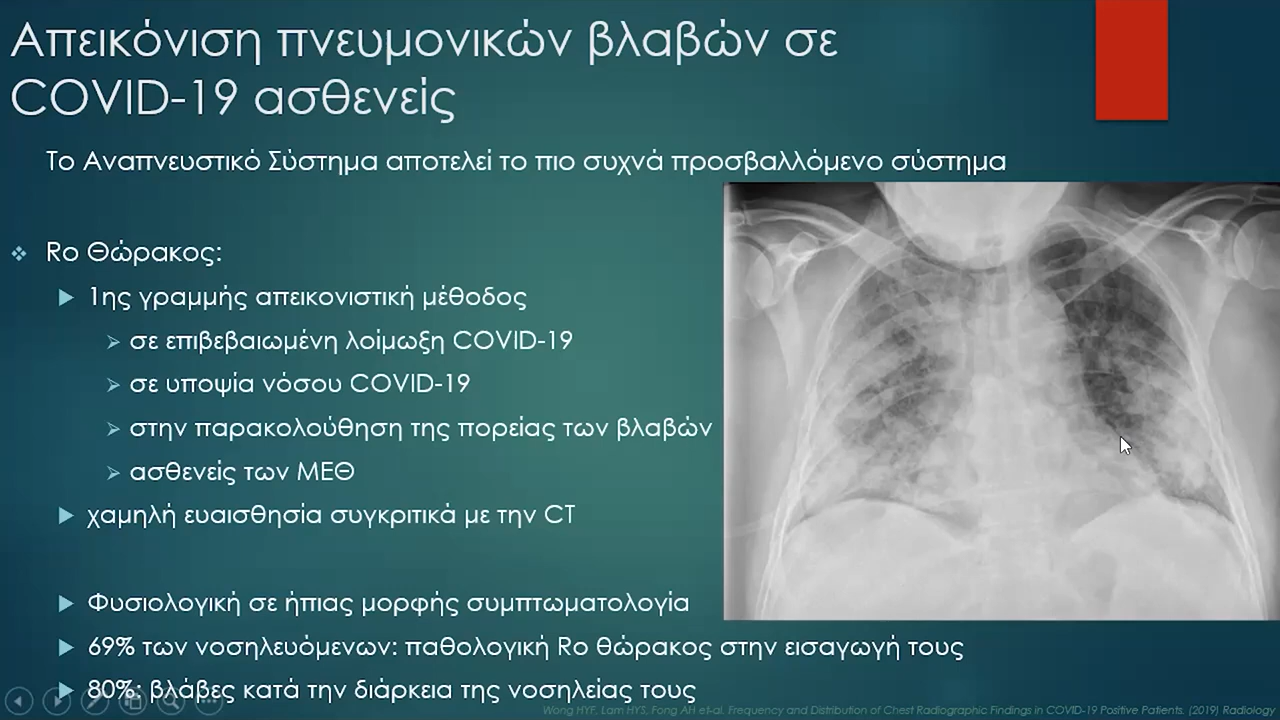 Απεικόνιση πνευμονικών βλαβών σε
COVID-19 ασθενείς
Το Αναπνευστικό Σύστημα αποτελεί το πιο συχνά προσβαλλόμενο σύστημα
Ro Θώρακος:
1ης γραμμής απεικονιστική μέθοδος
σε επιβεβαιωμένη λοίμωξη COVID-19
σε υποψία νόσου COVID-19
στην παρακολούθηση της πορείας των βλαβών
ασθενείς των ΜΕΘ
χαμηλή ευαισθησία συγκριτικά με την CT
Φυσιολογική σε ήπιας μορφής συμπτωματολογία
69% των νοσηλευόμενων: παθολογική Ro θώρακος στην εισαγωγή τους
80%: βλάβες κατά την διάρκεια της νοσηλείας τους
Wong HYF, Lam HYS, Fong AH et-al. Frequency and Distribution of Chest Radiographic Findings in COVID-19 Positive Patients. (2019) Radiology